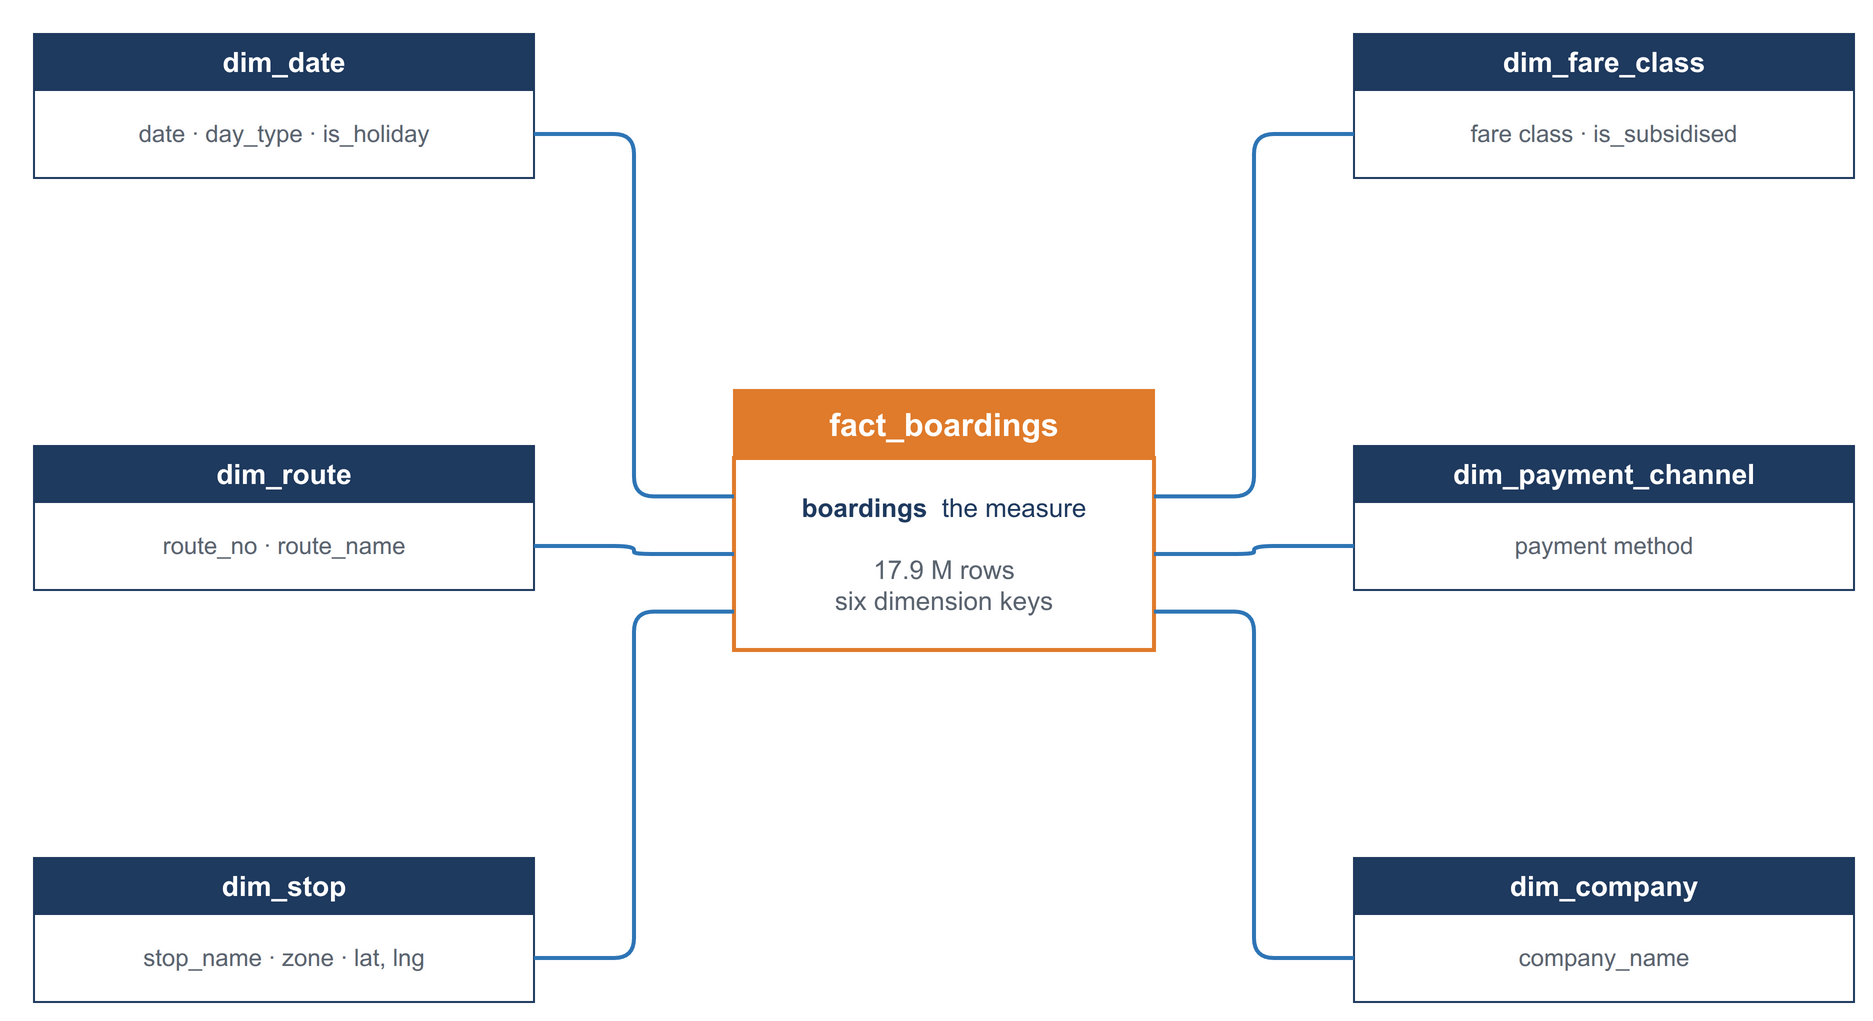 dim_date
date · day_type · is_holiday
dim_fare_class
fare class · is_subsidised
fact_boardings
boardings the measure
17.9 M rows
six dimension keys
dim_route
route_no · route_name
dim_payment_channel
payment method
dim_stop
stop_name · zone · lat, lng
dim_company
company_name